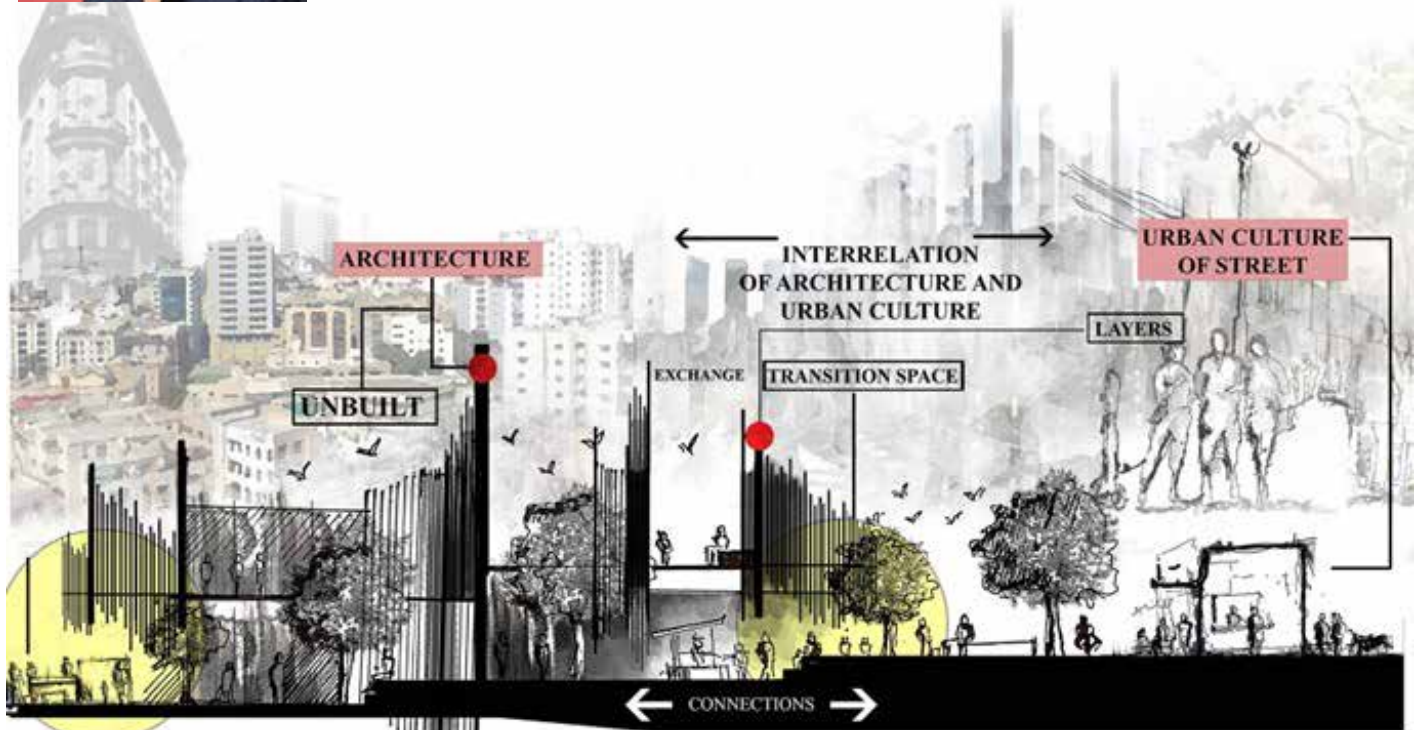 ARCHITECTURE
UNBUILT
INTERRELATION
OF ARCHITECTURE AND
URBAN CULTURE
EXCHANGE
TRANSITION SPACE
URBAN CULTURE
OF STREET
LAYERS
CONNECTIONS